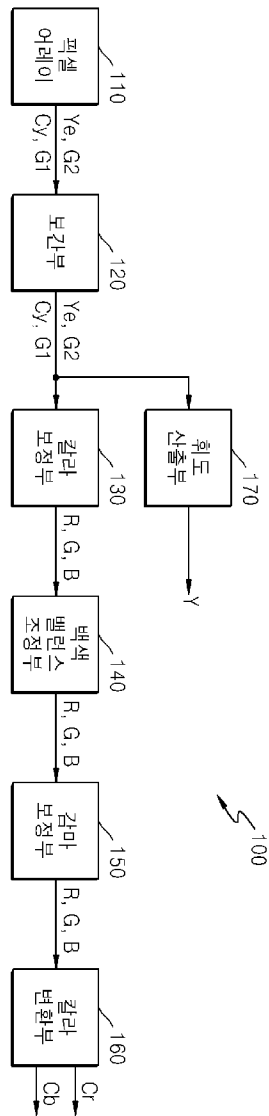 100
170
휘도
산출부
Y
110
픽셀
어레이
Ye, G2
Cy, G1
120
보간부
Ye, G2
Cy, G1
130
칼라
보정부
R, G, B
140
백색
밸런스
조정부
R, G, B
150
감마
보정부
R, G, B
160
칼라
변환부
Cr
Cb